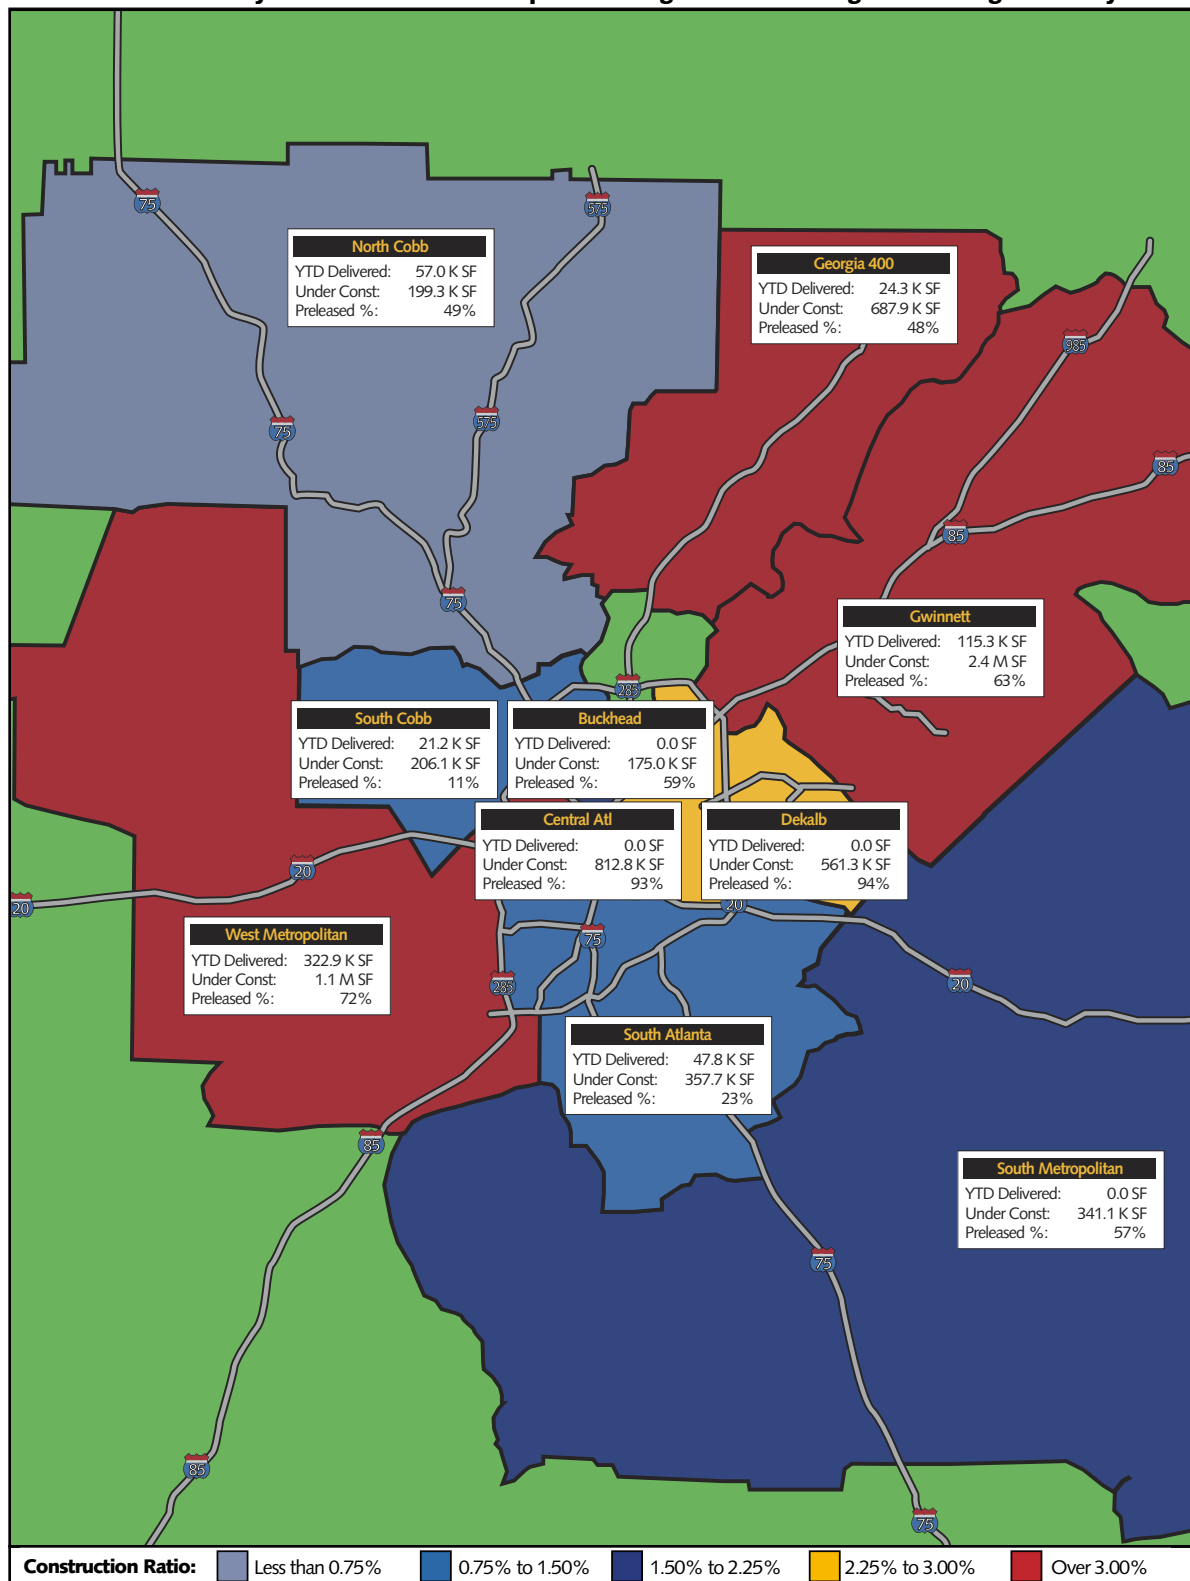 75
575
North Cobb
YTD Delivered: 57.0 K SF
Under Const: 199.3 K SF
Preleased %: 49%
Georgia 400
YTD Delivered: 24.3 K SF
Under Const: 687.9 K SF
Preleased %: 48%
985
75
575
85
85
75
Gwinnett
YTD Delivered: 115.3 K SF
Under Const: 2.4 M SF
Preleased %: 63%
285
South Cobb
YTD Delivered: 21.2 K SF
Under Const: 206.1 K SF
Preleased %: 11%
Buckhead
YTD Delivered: 0.0 SF
Under Const: 175.0 K SF
Preleased %: 59%
Central Atl
YTD Delivered: 0.0 SF
Under Const: 812.8 K SF
Preleased %: 93%
Dekalb
YTD Delivered: 0.0 SF
Under Const: 561.3 K SF
Preleased %: 94%
20
20
20
West Metropolitan
YTD Delivered: 322.9 K SF
Under Const: 1.1 M SF
Preleased %: 72%
75
285
20
South Atlanta
YTD Delivered: 47.8 K SF
Under Const: 357.7 K SF
Preleased %: 23%
85
South Metropolitan
YTD Delivered: 0.0 SF
Under Const: 341.1 K SF
Preleased %: 57%
75
85
75
Construction Ratio: Less than 0.75% 0.75% to 1.50% 1.50% to 2.25% 2.25% to 3.00% Over 3.00%